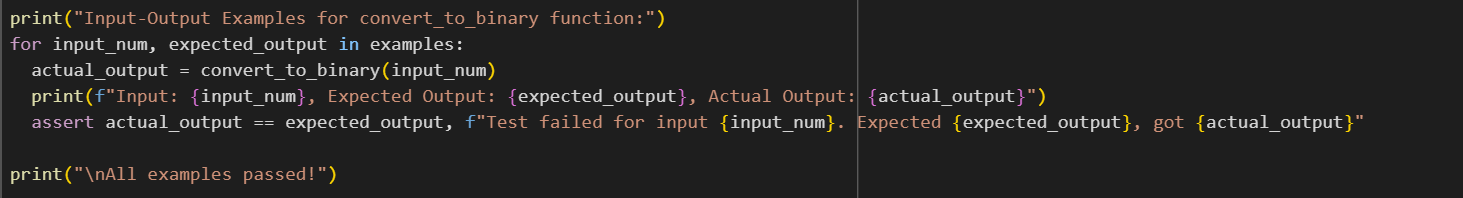 print("Input-Output Examples for convert_to_binary function:")
for input_num, expected_output in examples:
  actual_output = convert_to_binary(input_num)
  print(f"Input: {input_num}, Expected Output: {expected_output}, Actual Output: {actual_output}")
  assert actual_output == expected_output, f"Test failed for input {input_num}. Expected {expected_output}, got {actual_output}"

print("\nAll examples passed!")